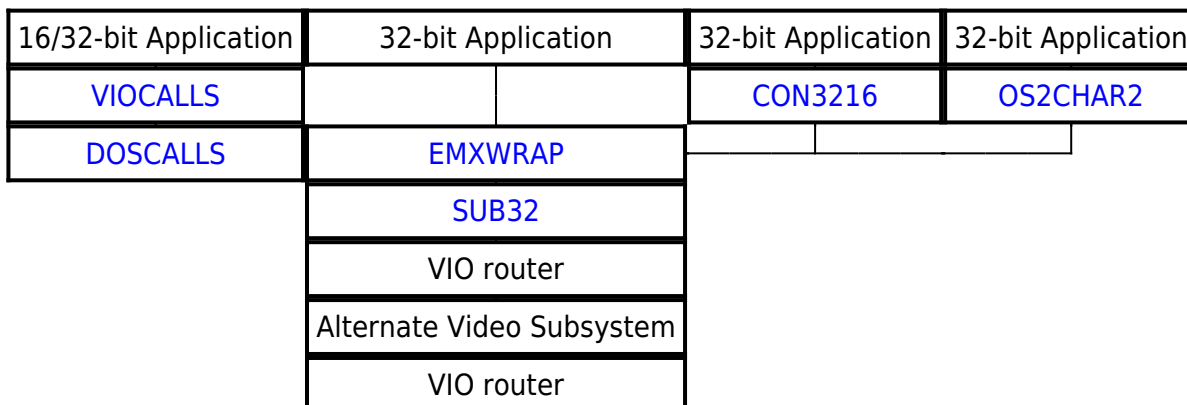 16/32-bit Application
32-bit Application
32-bit Application
32-bit Application
VIOCALLS
CON3216
OS2CHAR2
DOSCALLS
EMXWRAP
SUB32
VIO router
Alternate Video Subsystem
VIO router